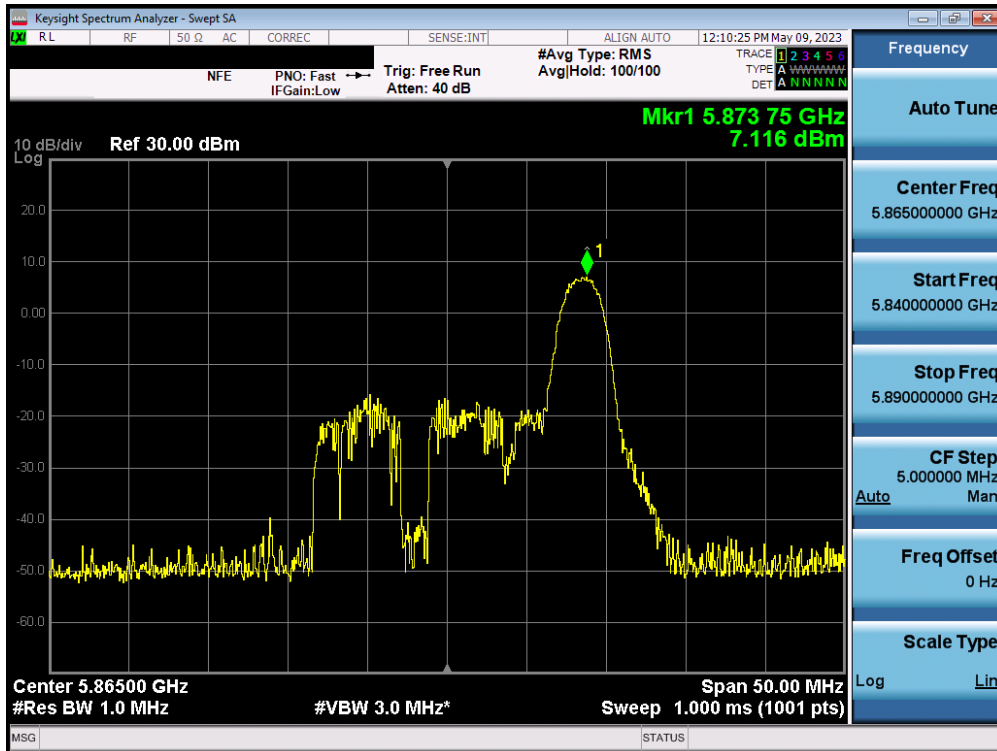 Keysight Spectrum Analyzer - Swept SA
LXI RL RF 50 Ω AC CORREC SENSE:INT ALIGN AUTO 12:10:25 PM May 09, 2023
NFE PNO: Fast Trig: Free Run #Avg Type: RMS TRACE 1 2 3 4 5 6
IFGain:Low Atten: 40 dB Avg|Hold: 100/100 TYPE A WWWWW
DET A N N N N N
Mkr1 5.873 75 GHz
7.116 dBm
10 dB/div Ref 30.00 dBm
Log
20.0
1
10.0
0.00
-10.0
-20.0
-30.0
-40.0
-50.0
-60.0
Center 5.86500 GHz Span 50.00 MHz
#Res BW 1.0 MHz #VBW 3.0 MHz* Sweep 1.000 ms (1001 pts)
MSG STATUS
Frequency
Auto Tune
Center Freq
5.865000000 GHz
Start Freq
5.840000000 GHz
Stop Freq
5.890000000 GHz
CF Step
5.000000 MHz
Auto Man
Freq Offset
0 Hz
Scale Type
Log Lin